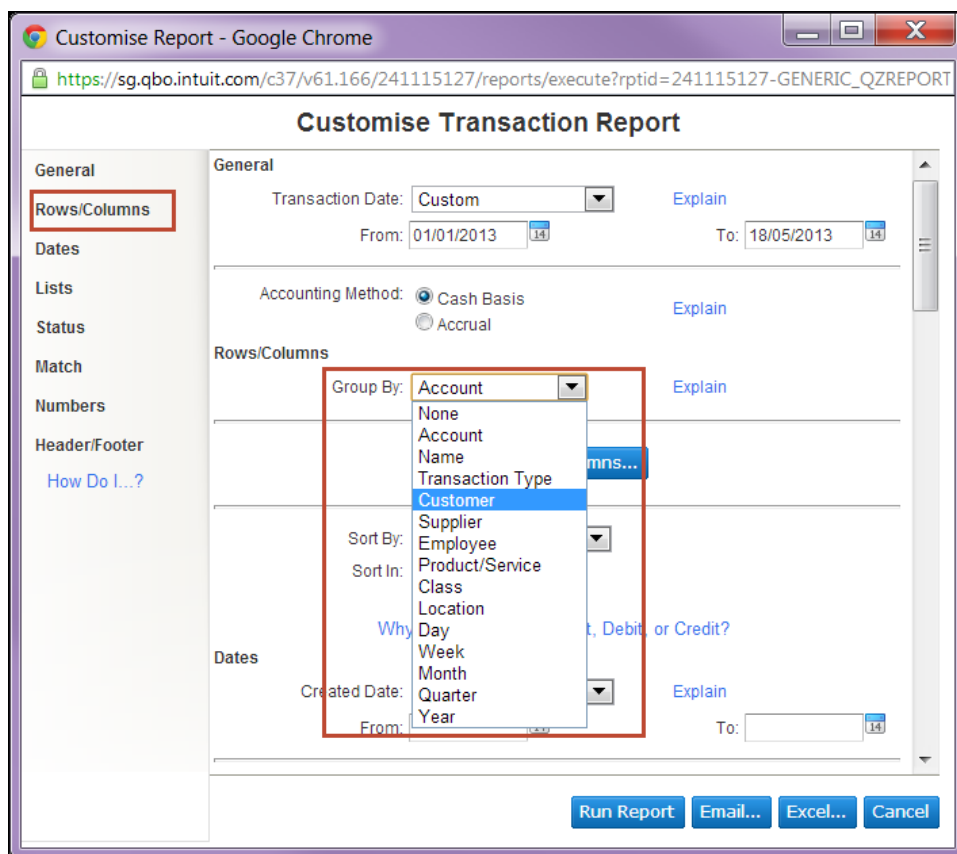 Customise Report - Google Chrome
https://sg.qbo.intuit.com/c37/v61.166/241115127/reports/execute?rptid=241115127-GENERIC_QZREPORT
Customise Transaction Report
General
Rows/Columns
Dates
Lists
Status
Match
Numbers
Header/Footer
How Do I...?
General
Transaction Date: Custom Explain
From: 01/01/2013 14 To: 18/05/2013 14
Accounting Method: Cash Basis Explain
Accrual
Rows/Columns
Group By: Account Explain
None
Account
Name
Transaction Type
mns...
Customer
Supplier
Sort By:
Employee
Sort In:
Product/Service
Class
Location
Why
Day
t, Debit, or Credit?
Week
Dates
Month
Created Date:
Quarter
Explain
Year
From: To: 14
Run Report Email... Excel... Cancel